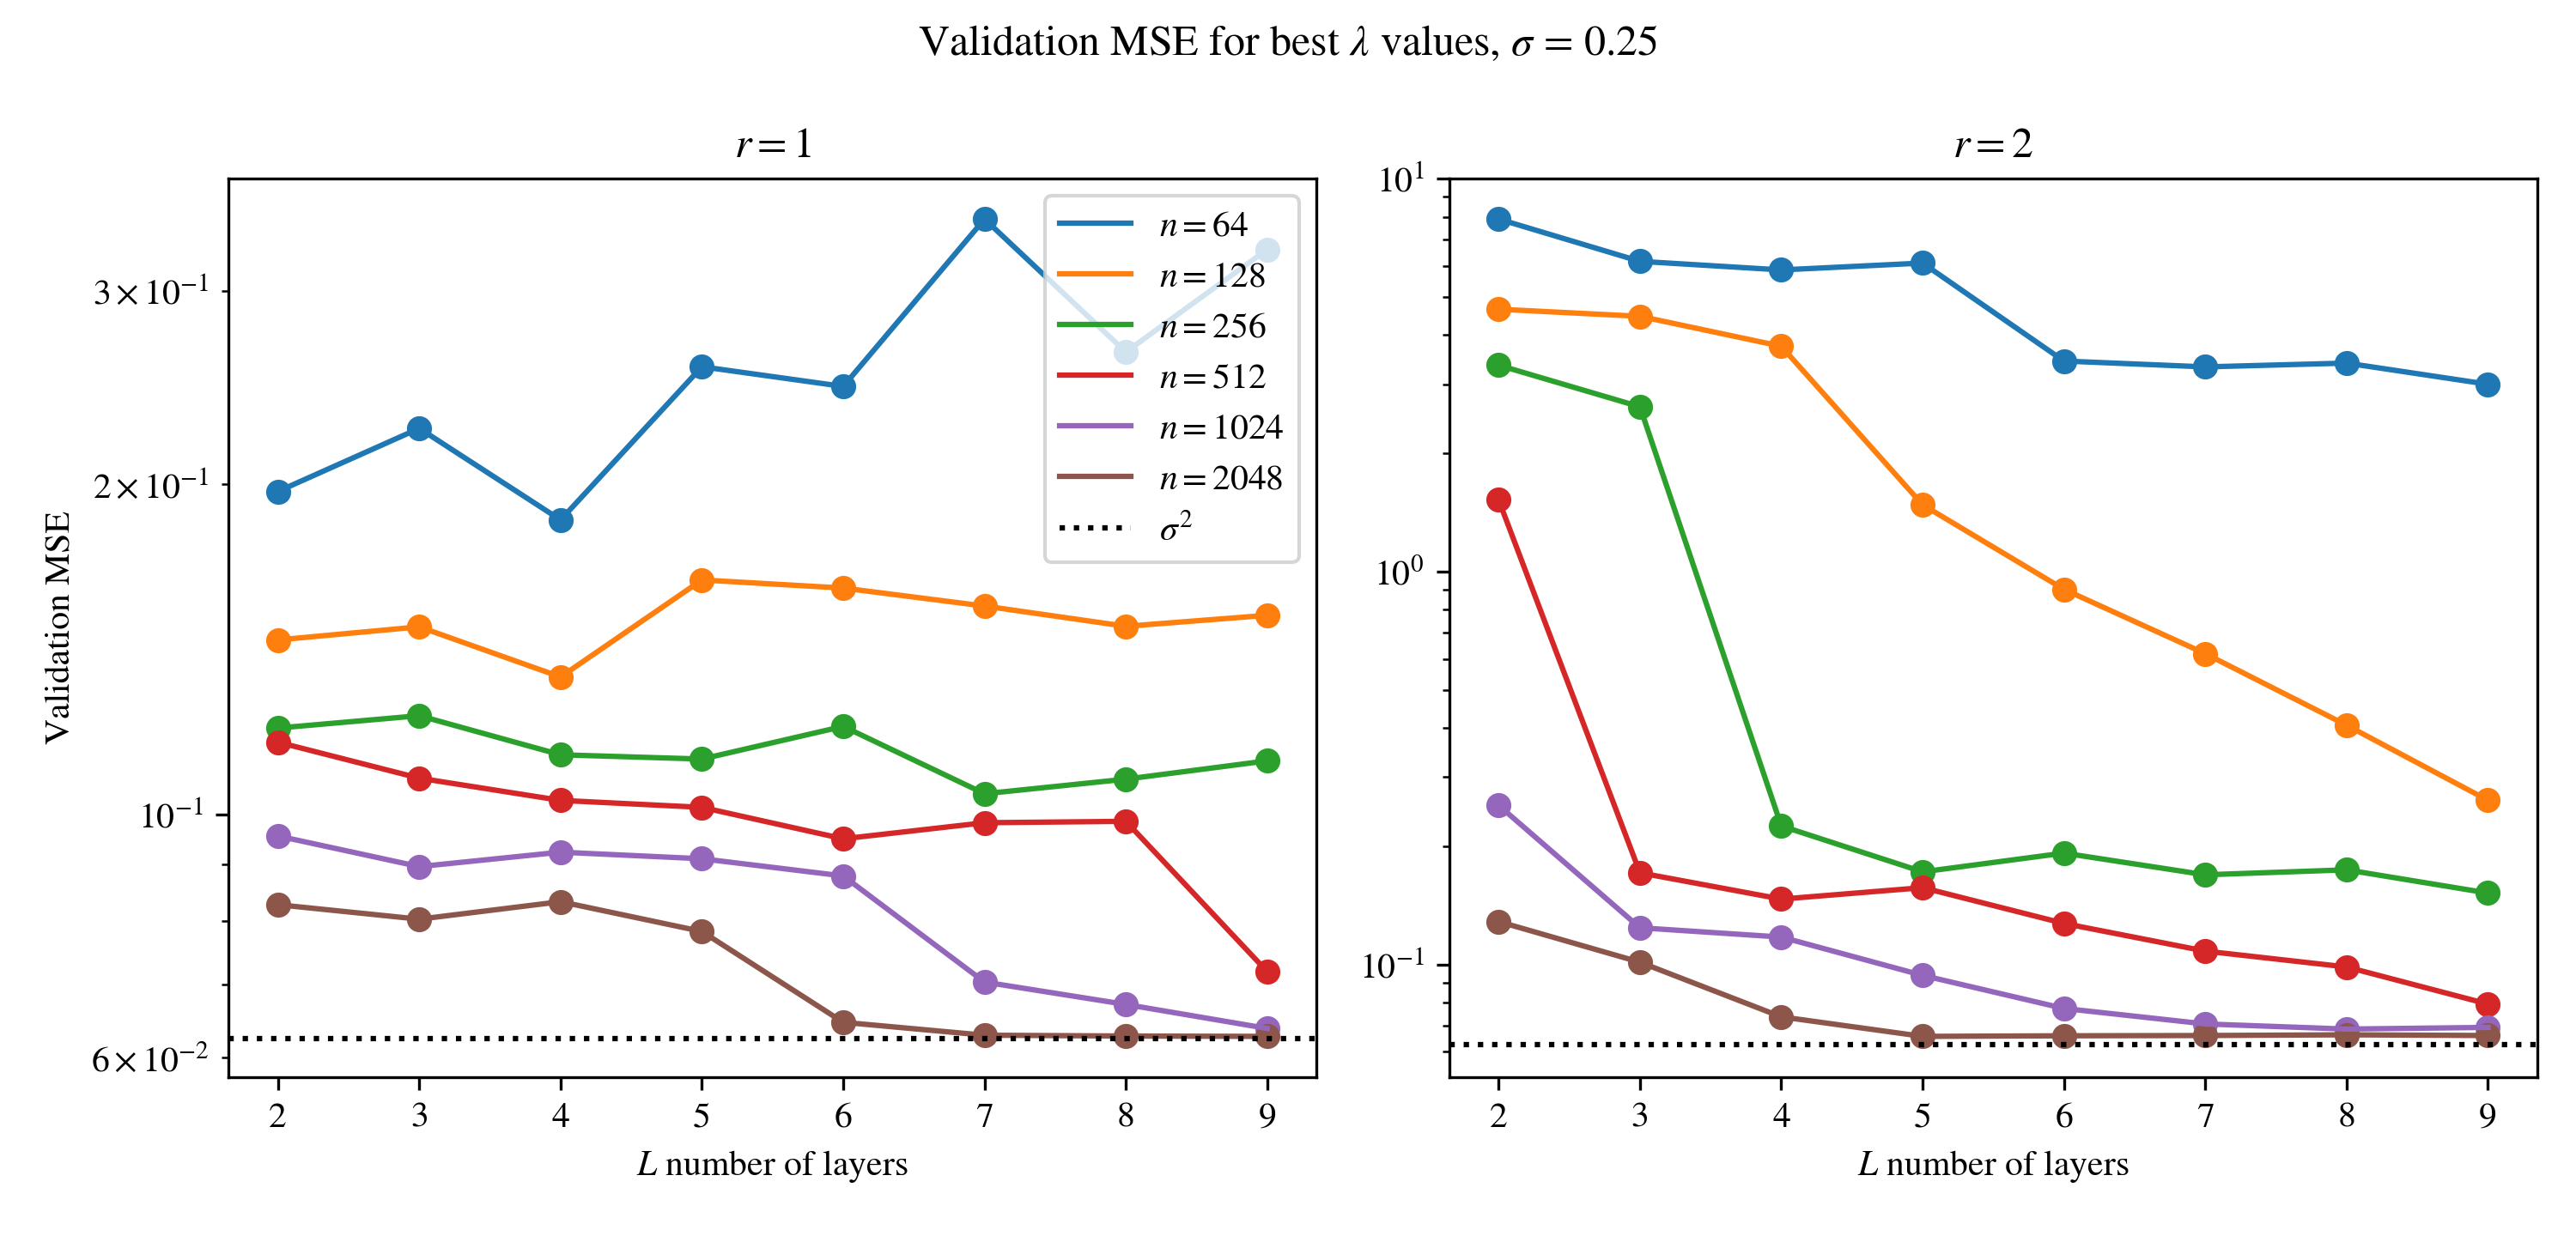 Validation MSE for best λ values, σ = 0.25
r = 1
3×10⁻¹
2×10⁻¹
10⁻¹
6×10⁻²
Validation MSE
n = 64
n = 128
n = 256
n = 512
n = 1024
n = 2048
σ²
2 3 4 5 6 7 8 9
L number of layers
r = 2
10¹
10⁰
10⁻¹
2 3 4 5 6 7 8 9
L number of layers